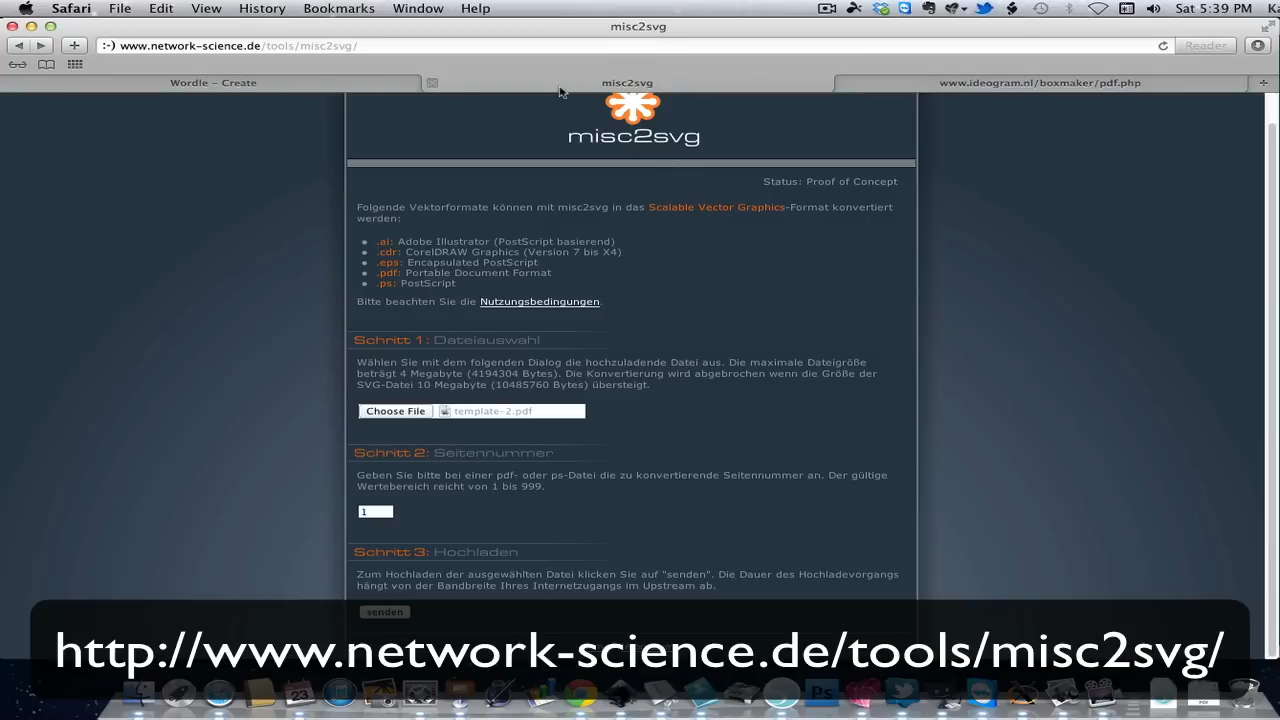 Safari File Edit View History Bookmarks Window Help Sat 5:39 PM Ka
misc2svg
:-) www.network-science.de/tools/misc2svg/ Reader
Wordle – Create misc2svg www.ideogram.nl/boxmaker/pdf.php
misc2svg
Status: Proof of Concept
Folgende Vektorformate können mit misc2svg in das Scalable Vector Graphics-Format konvertiert
werden:
.ai: Adobe Illustrator (PostScript basierend)
.cdr: CorelDRAW Graphics (Version 7 bis X4)
.eps: Encapsulated PostScript
.pdf: Portable Document Format
.ps: PostScript
Bitte beachten Sie die Nutzungsbedingungen.
Schritt 1: Dateiauswahl
Wählen Sie mit dem folgenden Dialog die hochzuladende Datei aus. Die maximale Dateigröße
beträgt 4 Megabyte (4194304 Bytes). Die Konvertierung wird abgebrochen wenn die Größe der
SVG-Datei 10 Megabyte (10485760 Bytes) übersteigt.
Choose File template-2.pdf
Schritt 2: Seitennummer
Geben Sie bitte bei einer pdf- oder ps-Datei die zu konvertierende Seitennummer an. Der gültige
Wertebereich reicht von 1 bis 999.
1
Schritt 3: Hochladen
Zum Hochladen der ausgewählten Datei klicken Sie auf "senden". Die Dauer des Hochladevorgangs
hängt von der Bandbreite Ihres Internetzugangs im Upstream ab.
senden
http://www.network-science.de/tools/misc2svg/
23
Ps